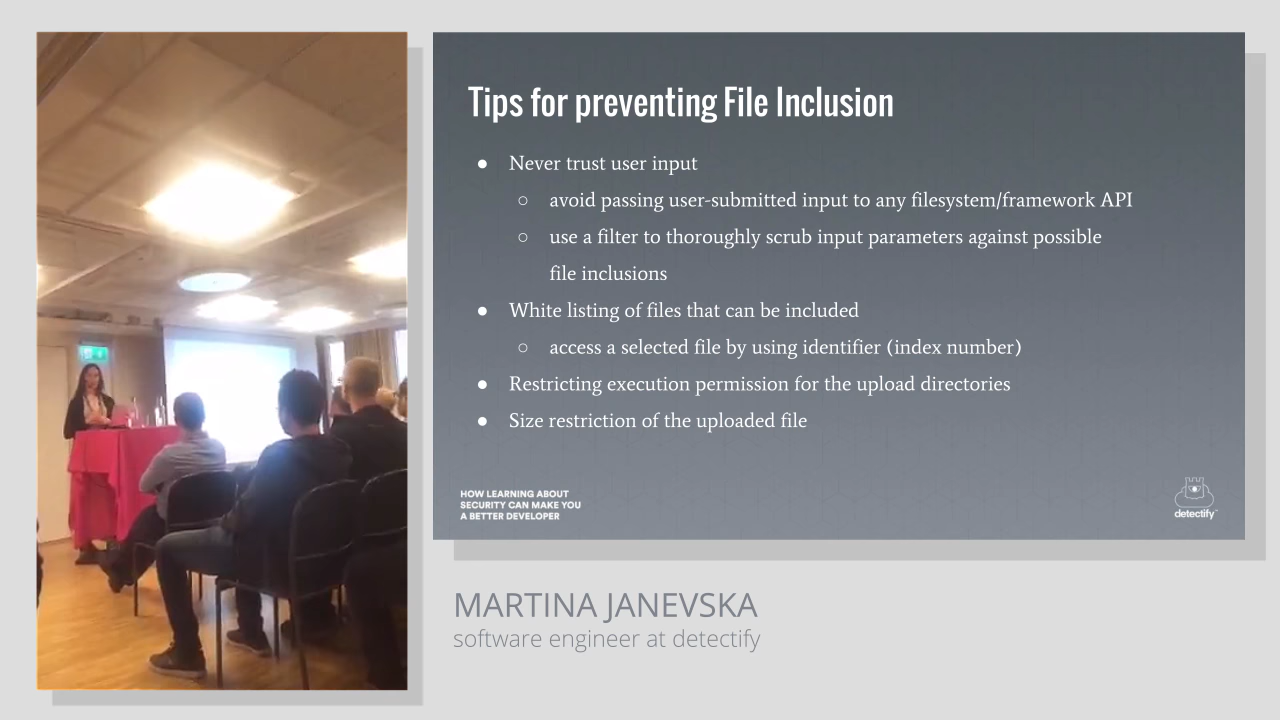 Tips for preventing File Inclusion
● Never trust user input
○ avoid passing user-submitted input to any filesystem/framework API
○ use a filter to thoroughly scrub input parameters against possible
file inclusions
● White listing of files that can be included
○ access a selected file by using identifier (index number)
● Restricting execution permission for the upload directories
● Size restriction of the uploaded file
HOW LEARNING ABOUT
SECURITY CAN MAKE YOU
A BETTER DEVELOPER
detectify
MARTINA JANEVSKA
software engineer at detectify